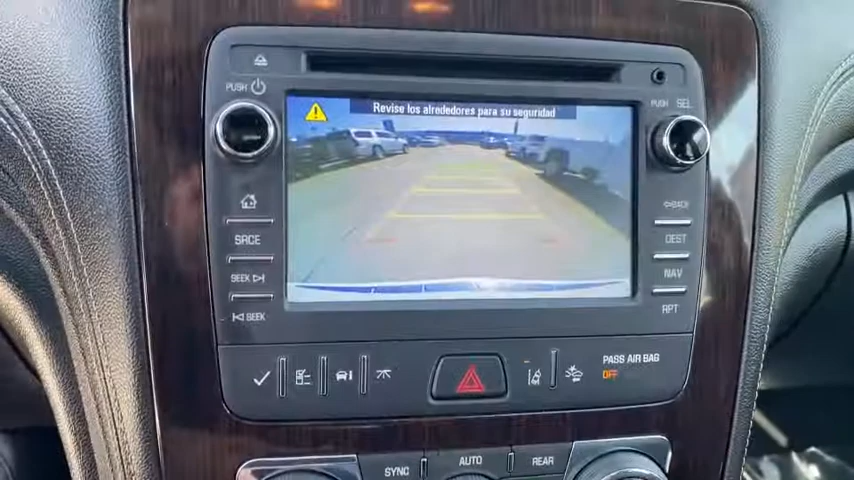 PUSH
PUSH SEL
Revise los alrededores para su seguridad
SRCE
SEEK
SEEK
BACK
DEST
NAV
RPT
PASS AIR BAG
OFF
SYNC
AUTO
REAR